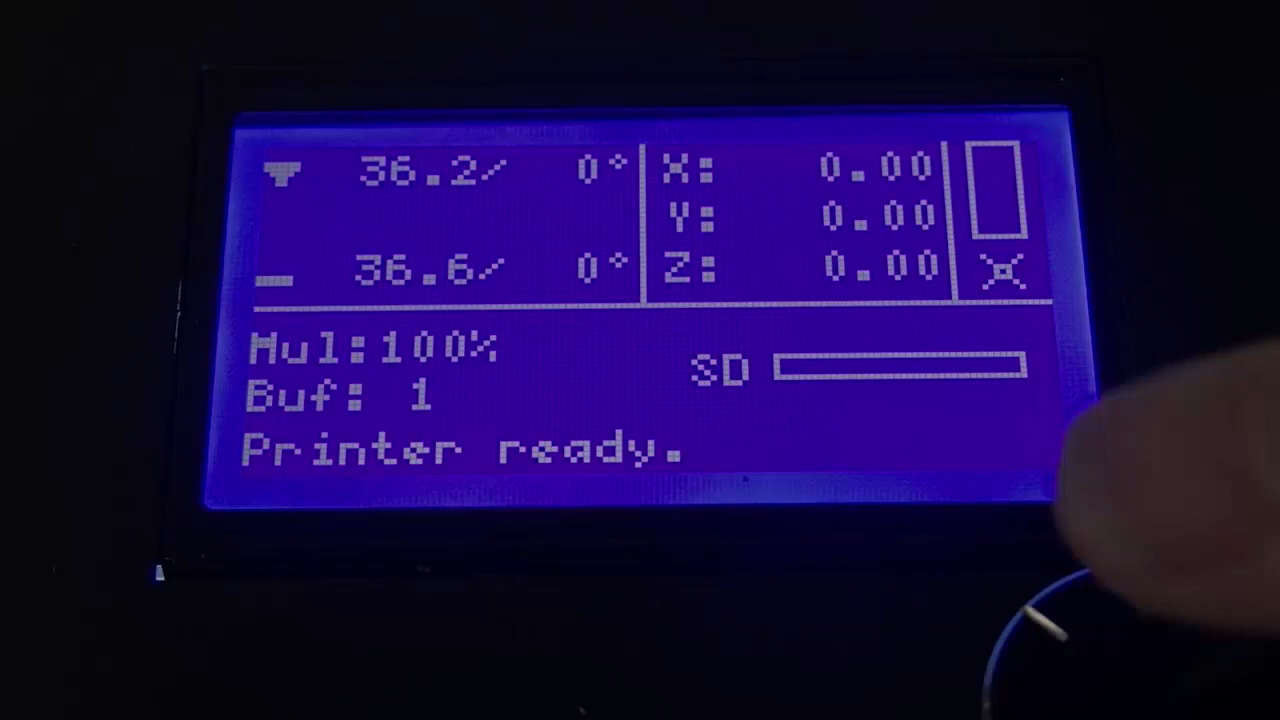 36.2/ 0° X: 0.00
Y: 0.00
36.6/ 0° Z: 0.00
Mul:100%
SD
Buf: 1
Printer ready.